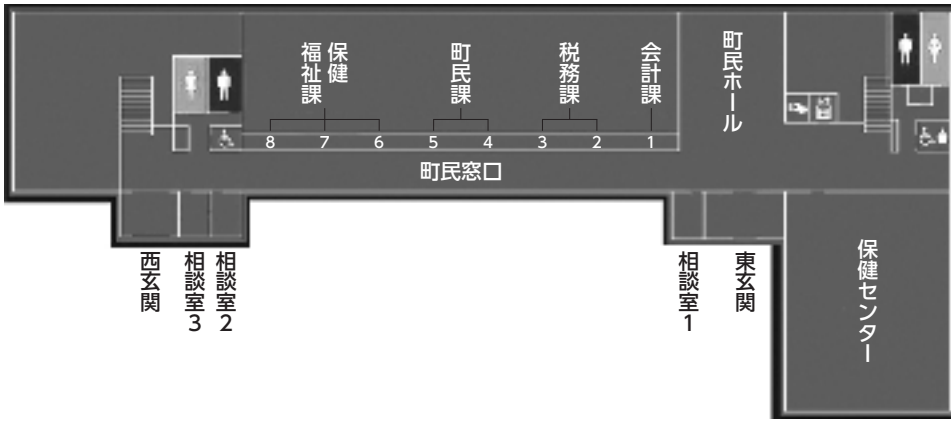 保健
福祉課
町民課
税務課
会計課
町民ホール
8 7 6 5 4 3 2 1
町民窓口
西玄関
相談室3
相談室2
相談室1
東玄関
保健センター